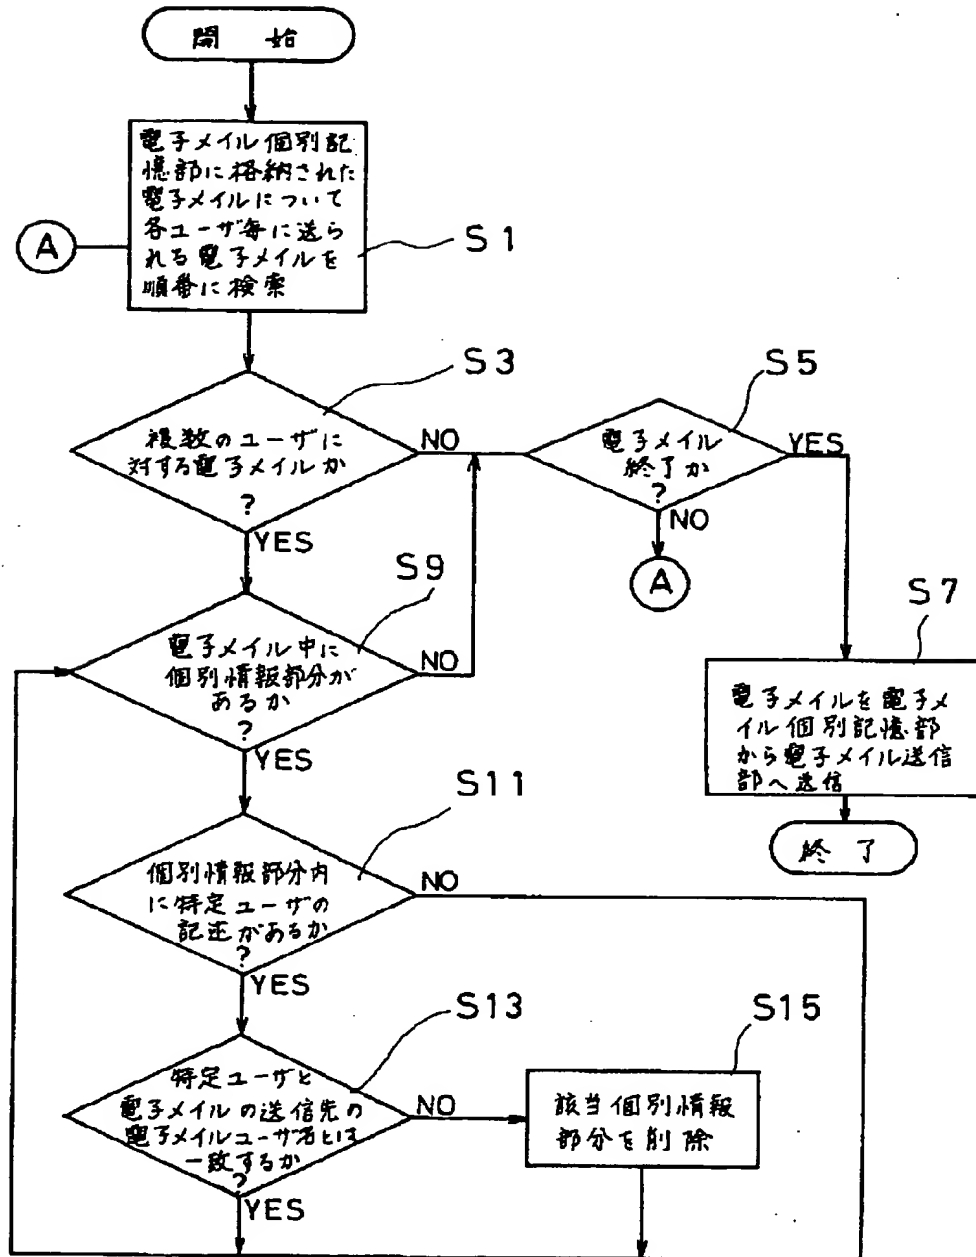 開始
電子メイル個別記
憶部に格納された
電子メイルについて
各ユーザ毎に送ら
れる電子メイルを
順番に検索
A
S1
S3
複数のユーザに
対する電子メイルか
?
NO
YES
S5
電子メイル
終了か
?
YES
NO
A
S9
電子メイル中に
個別情報部分が
あるか
?
NO
YES
S7
電子メイルを電子メ
イル個別記憶部
から電子メイル送信
部へ送信
終了
S11
個別情報部分内
に特定ユーザの
記述があるか
?
NO
YES
S13
特定ユーザと
電子メイルの送信先の
電子メイルユーザ名とは
一致するか
?
NO
YES
S15
該当個別情報
部分を削除